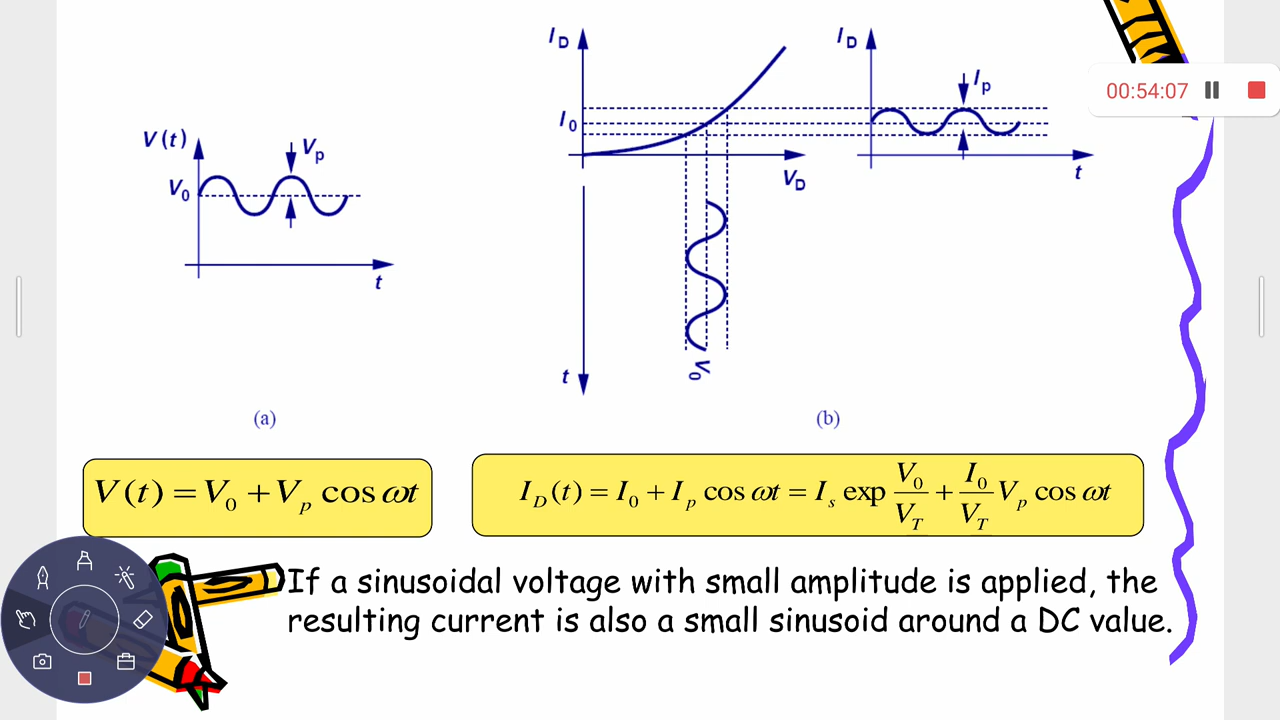 I_D
I_0
V_D
t
V_0
I_D
I_p
t
00:54:07
V(t)
V_p
V_0
t
(a)
(b)
V(t) = V_0 + V_p cos ωt
I_D(t) = I_0 + I_p cos ωt = I_s exp V_0/V_T + I_0/V_T V_p cos ωt
If a sinusoidal voltage with small amplitude is applied, the
resulting current is also a small sinusoid around a DC value.